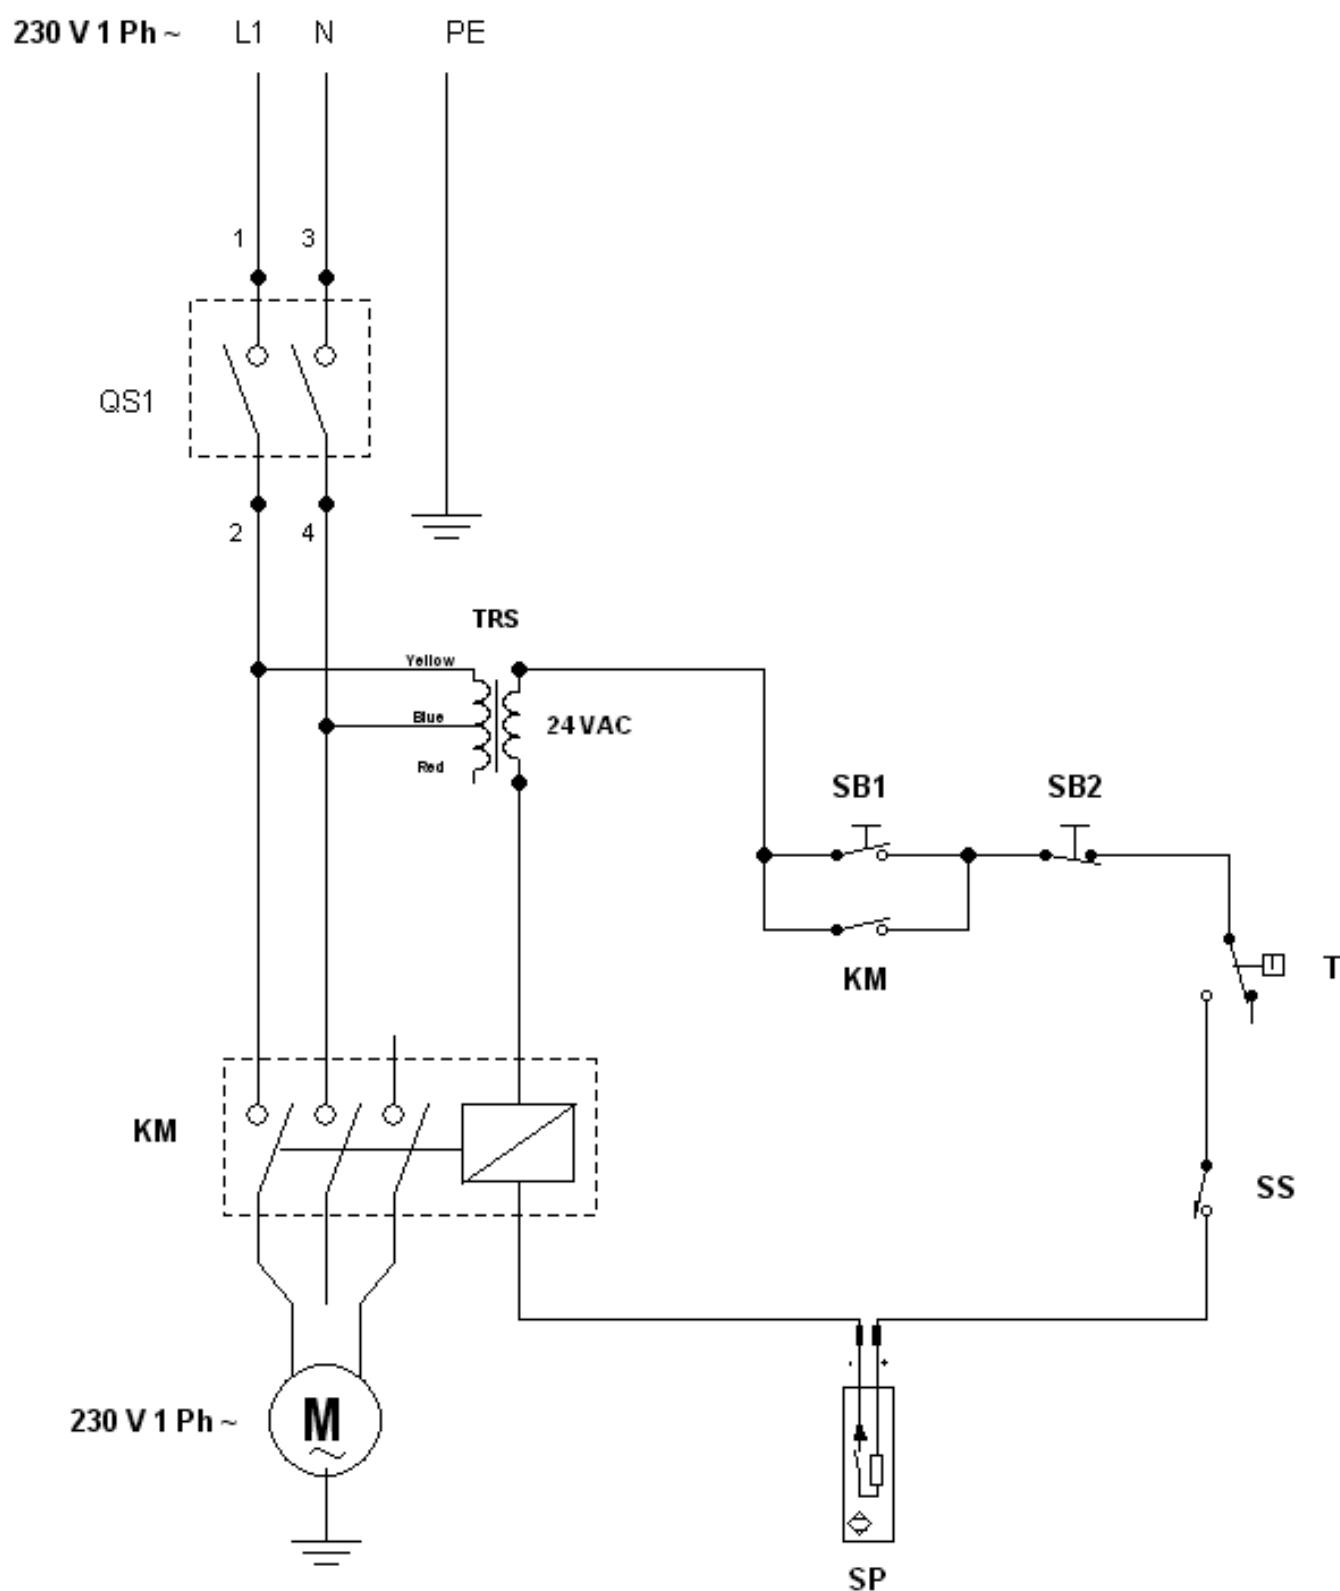 230 V 1 Ph ~ L1 N PE
1 3
QS1
2 4
TRS
Yellow
Blue
24 VAC
Red
SB1 SB2
T
KM
KM
SS
230 V 1 Ph ~ M
- +
SP